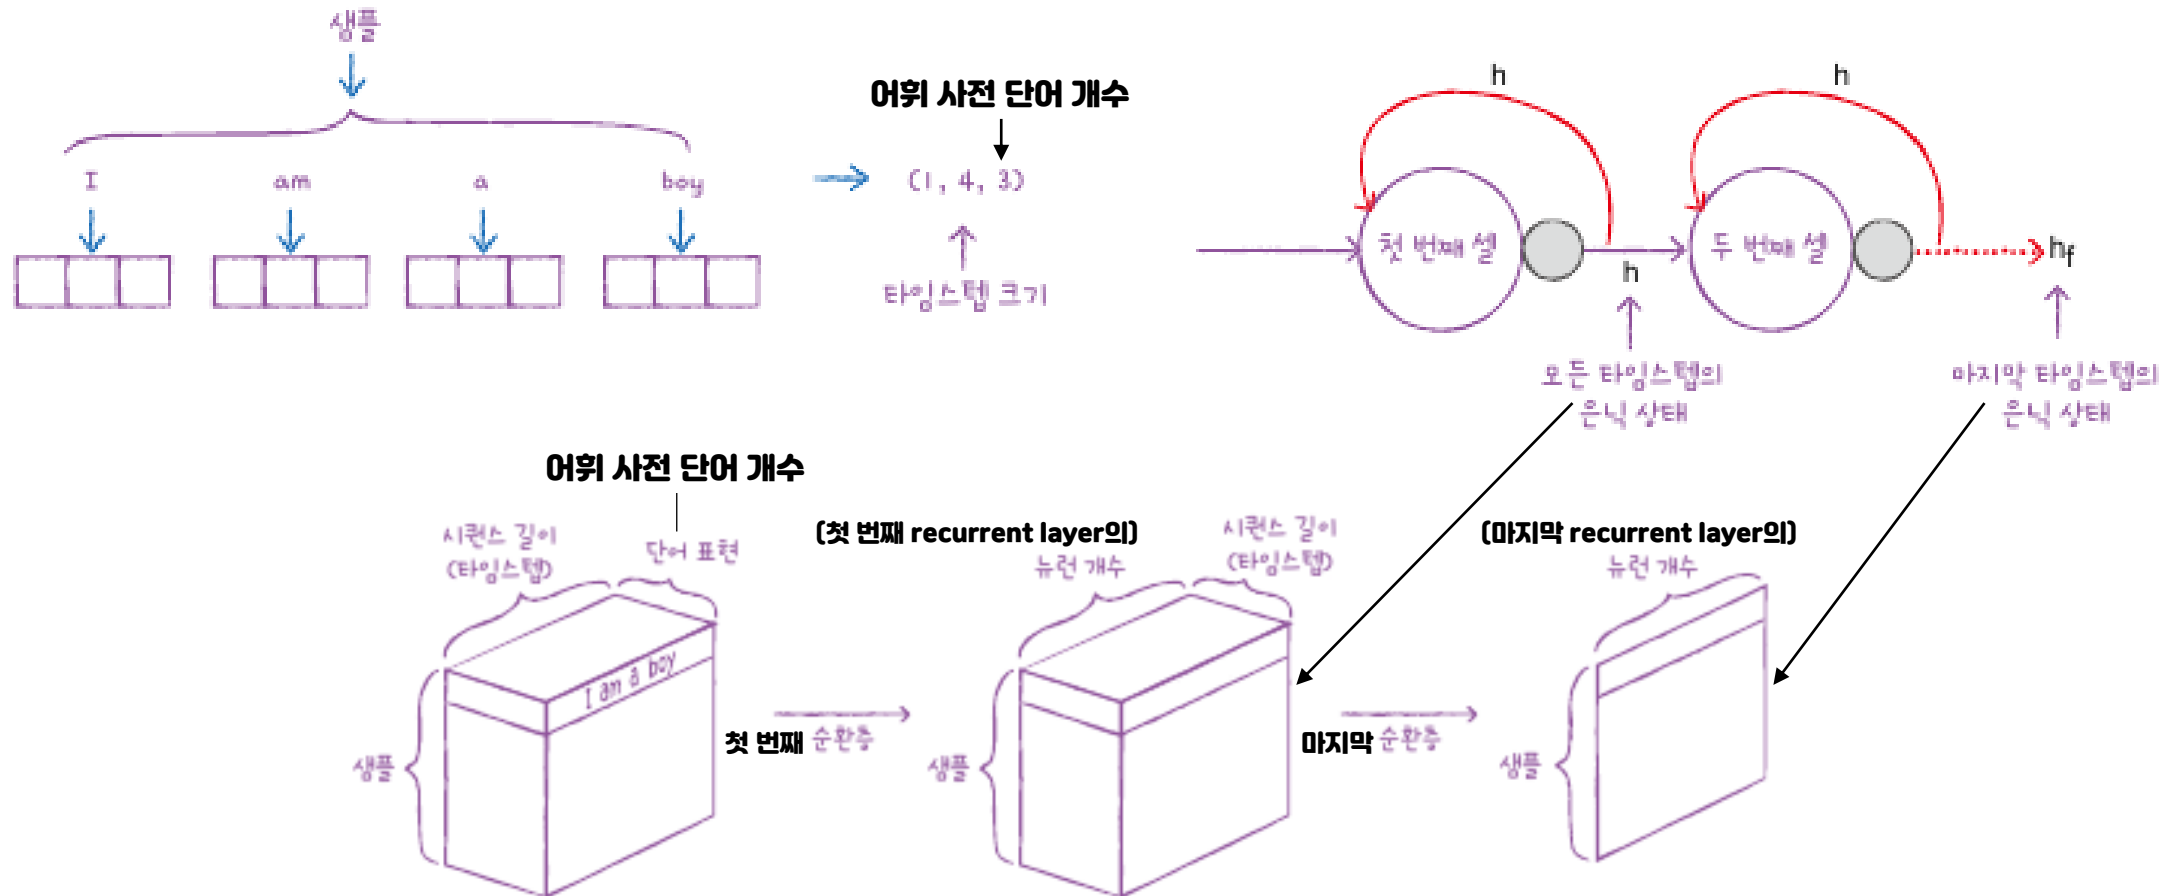 샘플
I am a boy
어휘 사전 단어 개수
(1, 4, 3)
타임스텝 크기
h
h
첫 번째 셀
h
두 번째 셀
hf
모든 타임스텝의
은닉 상태
마지막 타임스텝의
은닉 상태
어휘 사전 단어 개수
시퀀스 길이
(타임스텝)
단어 표현
샘플
I am a boy
첫 번째 순환층
(첫 번째 recurrent layer의)
뉴런 개수
시퀀스 길이
(타임스텝)
샘플
마지막 순환층
(마지막 recurrent layer의)
뉴런 개수
샘플